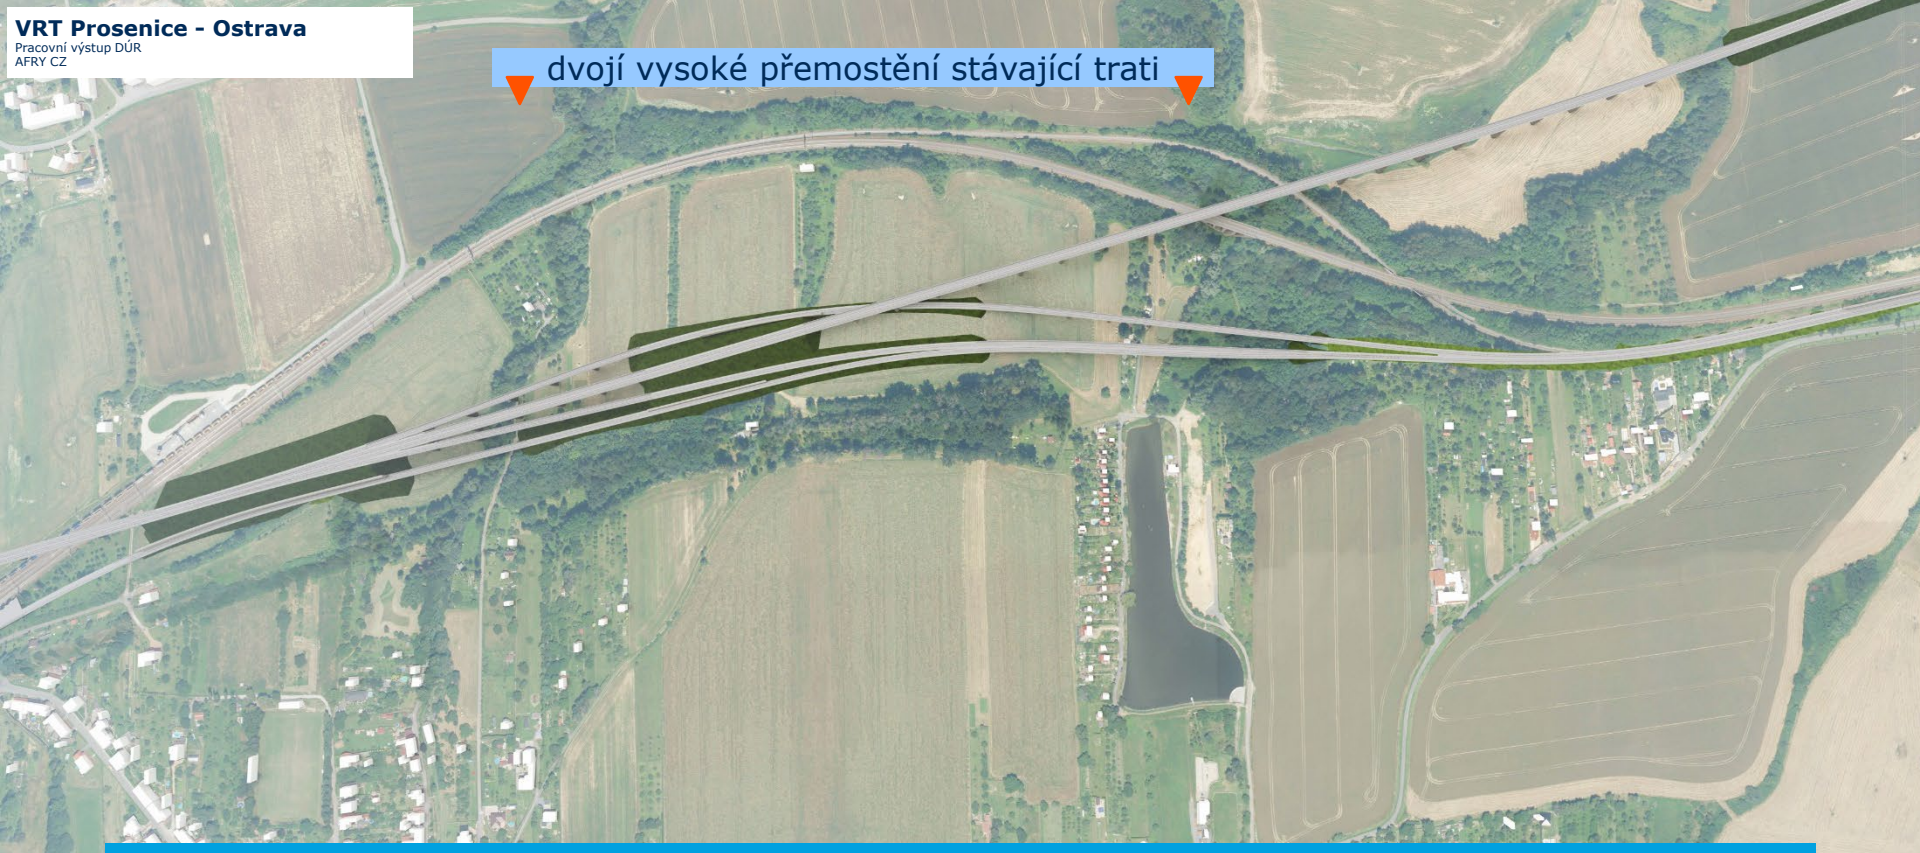 VRT Prosenice - Ostrava
Pracovní výstup DÚR
AFRY CZ
dvojí vysoké přemostění stávající trati